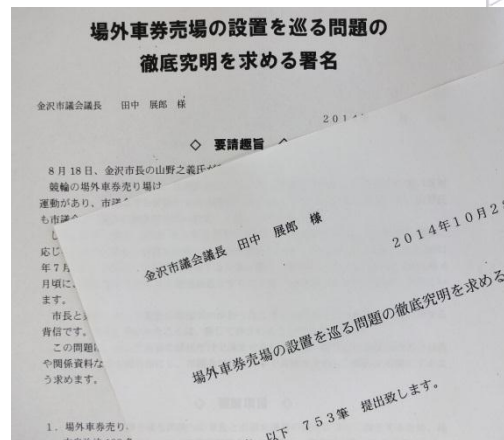 場外車券売場の設置を巡る問題の
徹底究明を求める署名
金沢市議会議長　田中　展郎　様
201
◇　要請趣旨　◇
8月18日、金沢市長の山野之義氏が
競輪の場外車券売り場は
運動があり、市議
も市議会
し
応じ
年7月
月頃に、
ます。
市長と
背信です。
この問題
や関係資料な
う求めます。
1．場外車券売り
金沢市議会議長　田中　展郎　様
2014年10月2
場外車券売場の設置を巡る問題の徹底究明を求める
以下　753筆　提出致します。